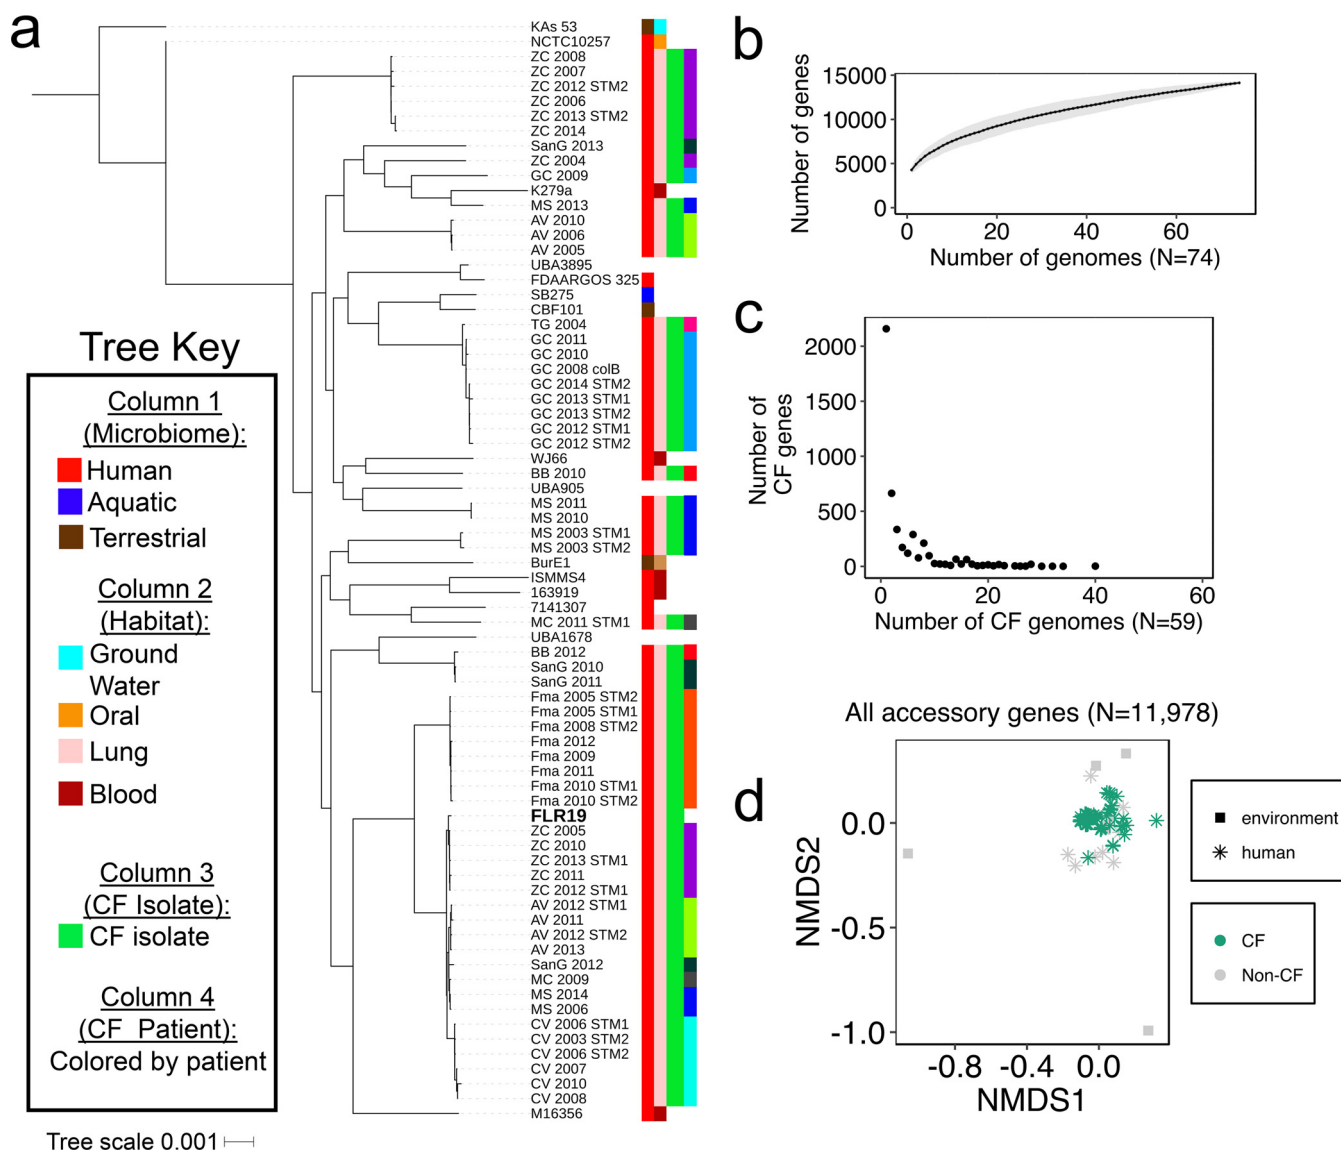 a
KAs 53
NCTC10257
ZC 2008
ZC 2007
ZC 2012 STM2
ZC 2006
ZC 2013 STM2
ZC 2014
SanG 2013
ZC 2004
GC 2009
K279a
MS 2013
AV 2010
AV 2006
AV 2005
UBA3895
FDAARGOS 325
SB275
CBF101
TG 2004
GC 2011
GC 2010
GC 2008 colB
GC 2014 STM2
GC 2013 STM1
GC 2013 STM2
GC 2012 STM1
GC 2012 STM2
WJ66
BB 2010
UBA905
MS 2011
MS 2010
MS 2003 STM1
MS 2003 STM2
BurE1
ISMMS4
163919
7141307
MC 2011 STM1
UBA1678
BB 2012
SanG 2010
SanG 2011
Fma 2005 STM2
Fma 2005 STM1
Fma 2008 STM2
Fma 2012
Fma 2009
Fma 2011
Fma 2010 STM1
Fma 2010 STM2
FLR19
ZC 2005
ZC 2010
ZC 2013 STM1
ZC 2011
ZC 2012 STM1
AV 2012 STM1
AV 2011
AV 2012 STM2
AV 2013
SanG 2012
MC 2009
MS 2014
MS 2006
CV 2006 STM1
CV 2003 STM2
CV 2006 STM2
CV 2007
CV 2010
CV 2008
M16356
Tree Key
Column 1
(Microbiome):
Human
Aquatic
Terrestrial
Column 2
(Habitat):
Ground
Water
Oral
Lung
Blood
Column 3
(CF Isolate):
CF isolate
Column 4
(CF Patient):
Colored by patient
Tree scale 0.001
b
Number of genes
15000
10000
5000
0
0 20 40 60
Number of genomes (N=74)
c
Number of
CF genes
2000
1500
1000
500
0
0 20 40 60
Number of CF genomes (N=59)
d
All accessory genes (N=11,978)
NMDS2
0.0
-0.5
-1.0
-0.8 -0.4 0.0
NMDS1
environment
human
CF
Non-CF